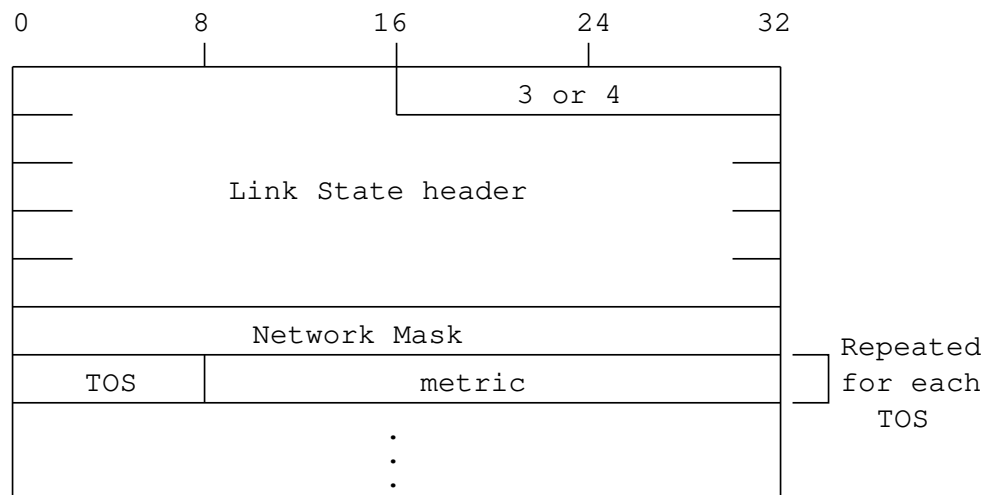 0 8 16 24 32
3 or 4
Link State header
Network Mask
TOS metric
Repeated
for each
TOS
.
.
.